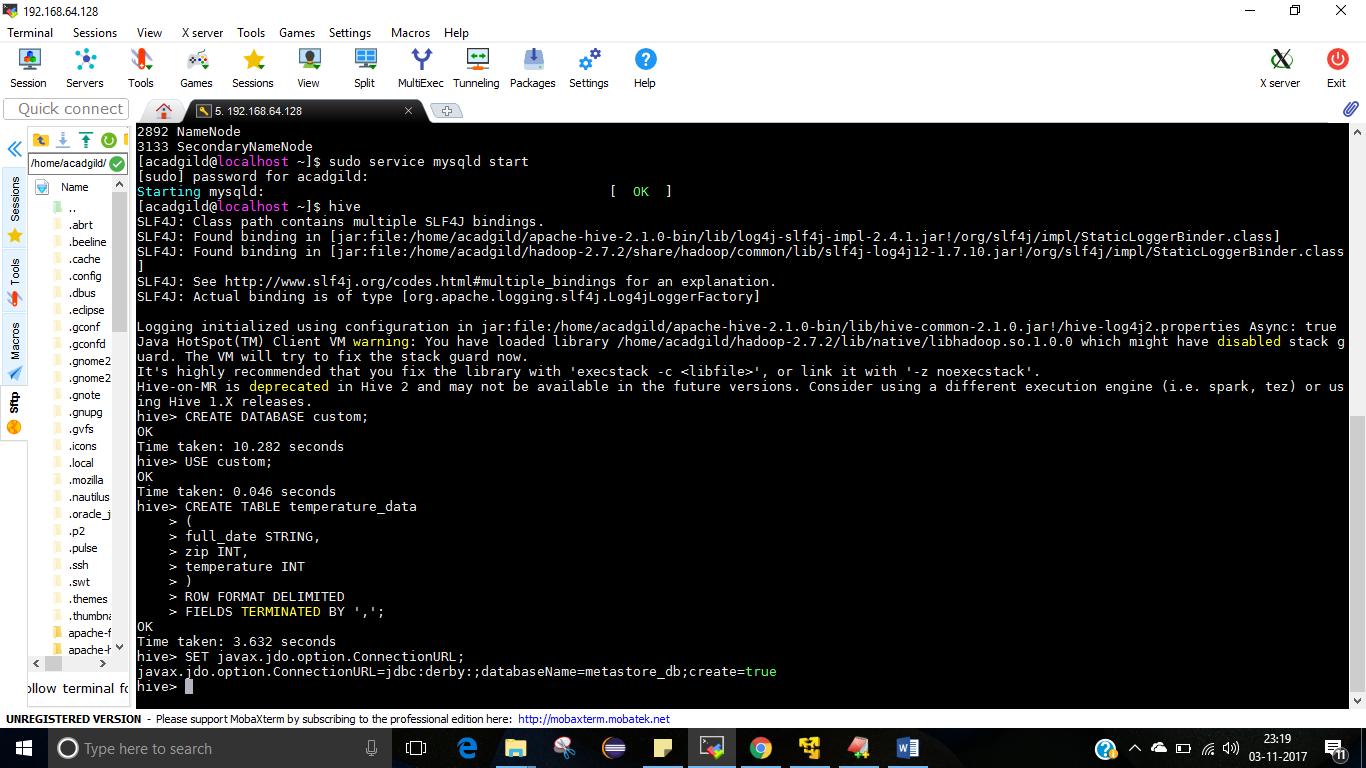 192.168.64.128
Terminal Sessions View X server Tools Games Settings Macros Help
Session Servers Tools Games Sessions View Split MultiExec Tunneling Packages Settings Help X server Exit
Quick connect
5. 192.168.64.128
/home/acadgild/
Name
..
.abrt
.beeline
.cache
.config
.dbus
.eclipse
.gconf
.gconfd
.gnome2
.gnome2
.gnote
.gnupg
.gvfs
.icons
.local
.mozilla
.nautilus
.oracle_j
.p2
.pulse
.ssh
.swt
.themes
.thumbna
apache-f
apache-h
ollow terminal fo
Sessions
Tools
Macros
Sftp
2892 NameNode
3133 SecondaryNameNode
[acadgild@localhost ~]$ sudo service mysqld start
[sudo] password for acadgild:
Starting mysqld: [ OK ]
[acadgild@localhost ~]$ hive
SLF4J: Class path contains multiple SLF4J bindings.
SLF4J: Found binding in [jar:file:/home/acadgild/apache-hive-2.1.0-bin/lib/log4j-slf4j-impl-2.4.1.jar!/org/slf4j/impl/StaticLoggerBinder.class]
SLF4J: Found binding in [jar:file:/home/acadgild/hadoop-2.7.2/share/hadoop/common/lib/slf4j-log4j12-1.7.10.jar!/org/slf4j/impl/StaticLoggerBinder.class
]
SLF4J: See http://www.slf4j.org/codes.html#multiple_bindings for an explanation.
SLF4J: Actual binding is of type [org.apache.logging.slf4j.Log4jLoggerFactory]
Logging initialized using configuration in jar:file:/home/acadgild/apache-hive-2.1.0-bin/lib/hive-common-2.1.0.jar!/hive-log4j2.properties Async: true
Java HotSpot(TM) Client VM warning: You have loaded library /home/acadgild/hadoop-2.7.2/lib/native/libhadoop.so.1.0.0 which might have disabled stack g
uard. The VM will try to fix the stack guard now.
It's highly recommended that you fix the library with 'execstack -c <libfile>', or link it with '-z noexecstack'.
Hive-on-MR is deprecated in Hive 2 and may not be available in the future versions. Consider using a different execution engine (i.e. spark, tez) or us
ing Hive 1.X releases.
hive> CREATE DATABASE custom;
OK
Time taken: 10.282 seconds
hive> USE custom;
OK
Time taken: 0.046 seconds
hive> CREATE TABLE temperature_data
> (
> full_date STRING,
> zip INT,
> temperature INT
> )
> ROW FORMAT DELIMITED
> FIELDS TERMINATED BY ',';
OK
Time taken: 3.632 seconds
hive> SET javax.jdo.option.ConnectionURL;
javax.jdo.option.ConnectionURL=jdbc:derby:;databaseName=metastore_db;create=true
hive>
UNREGISTERED VERSION - Please support MobaXterm by subscribing to the professional edition here: http://mobaxterm.mobatek.net
Type here to search
23:19
03-11-2017
11